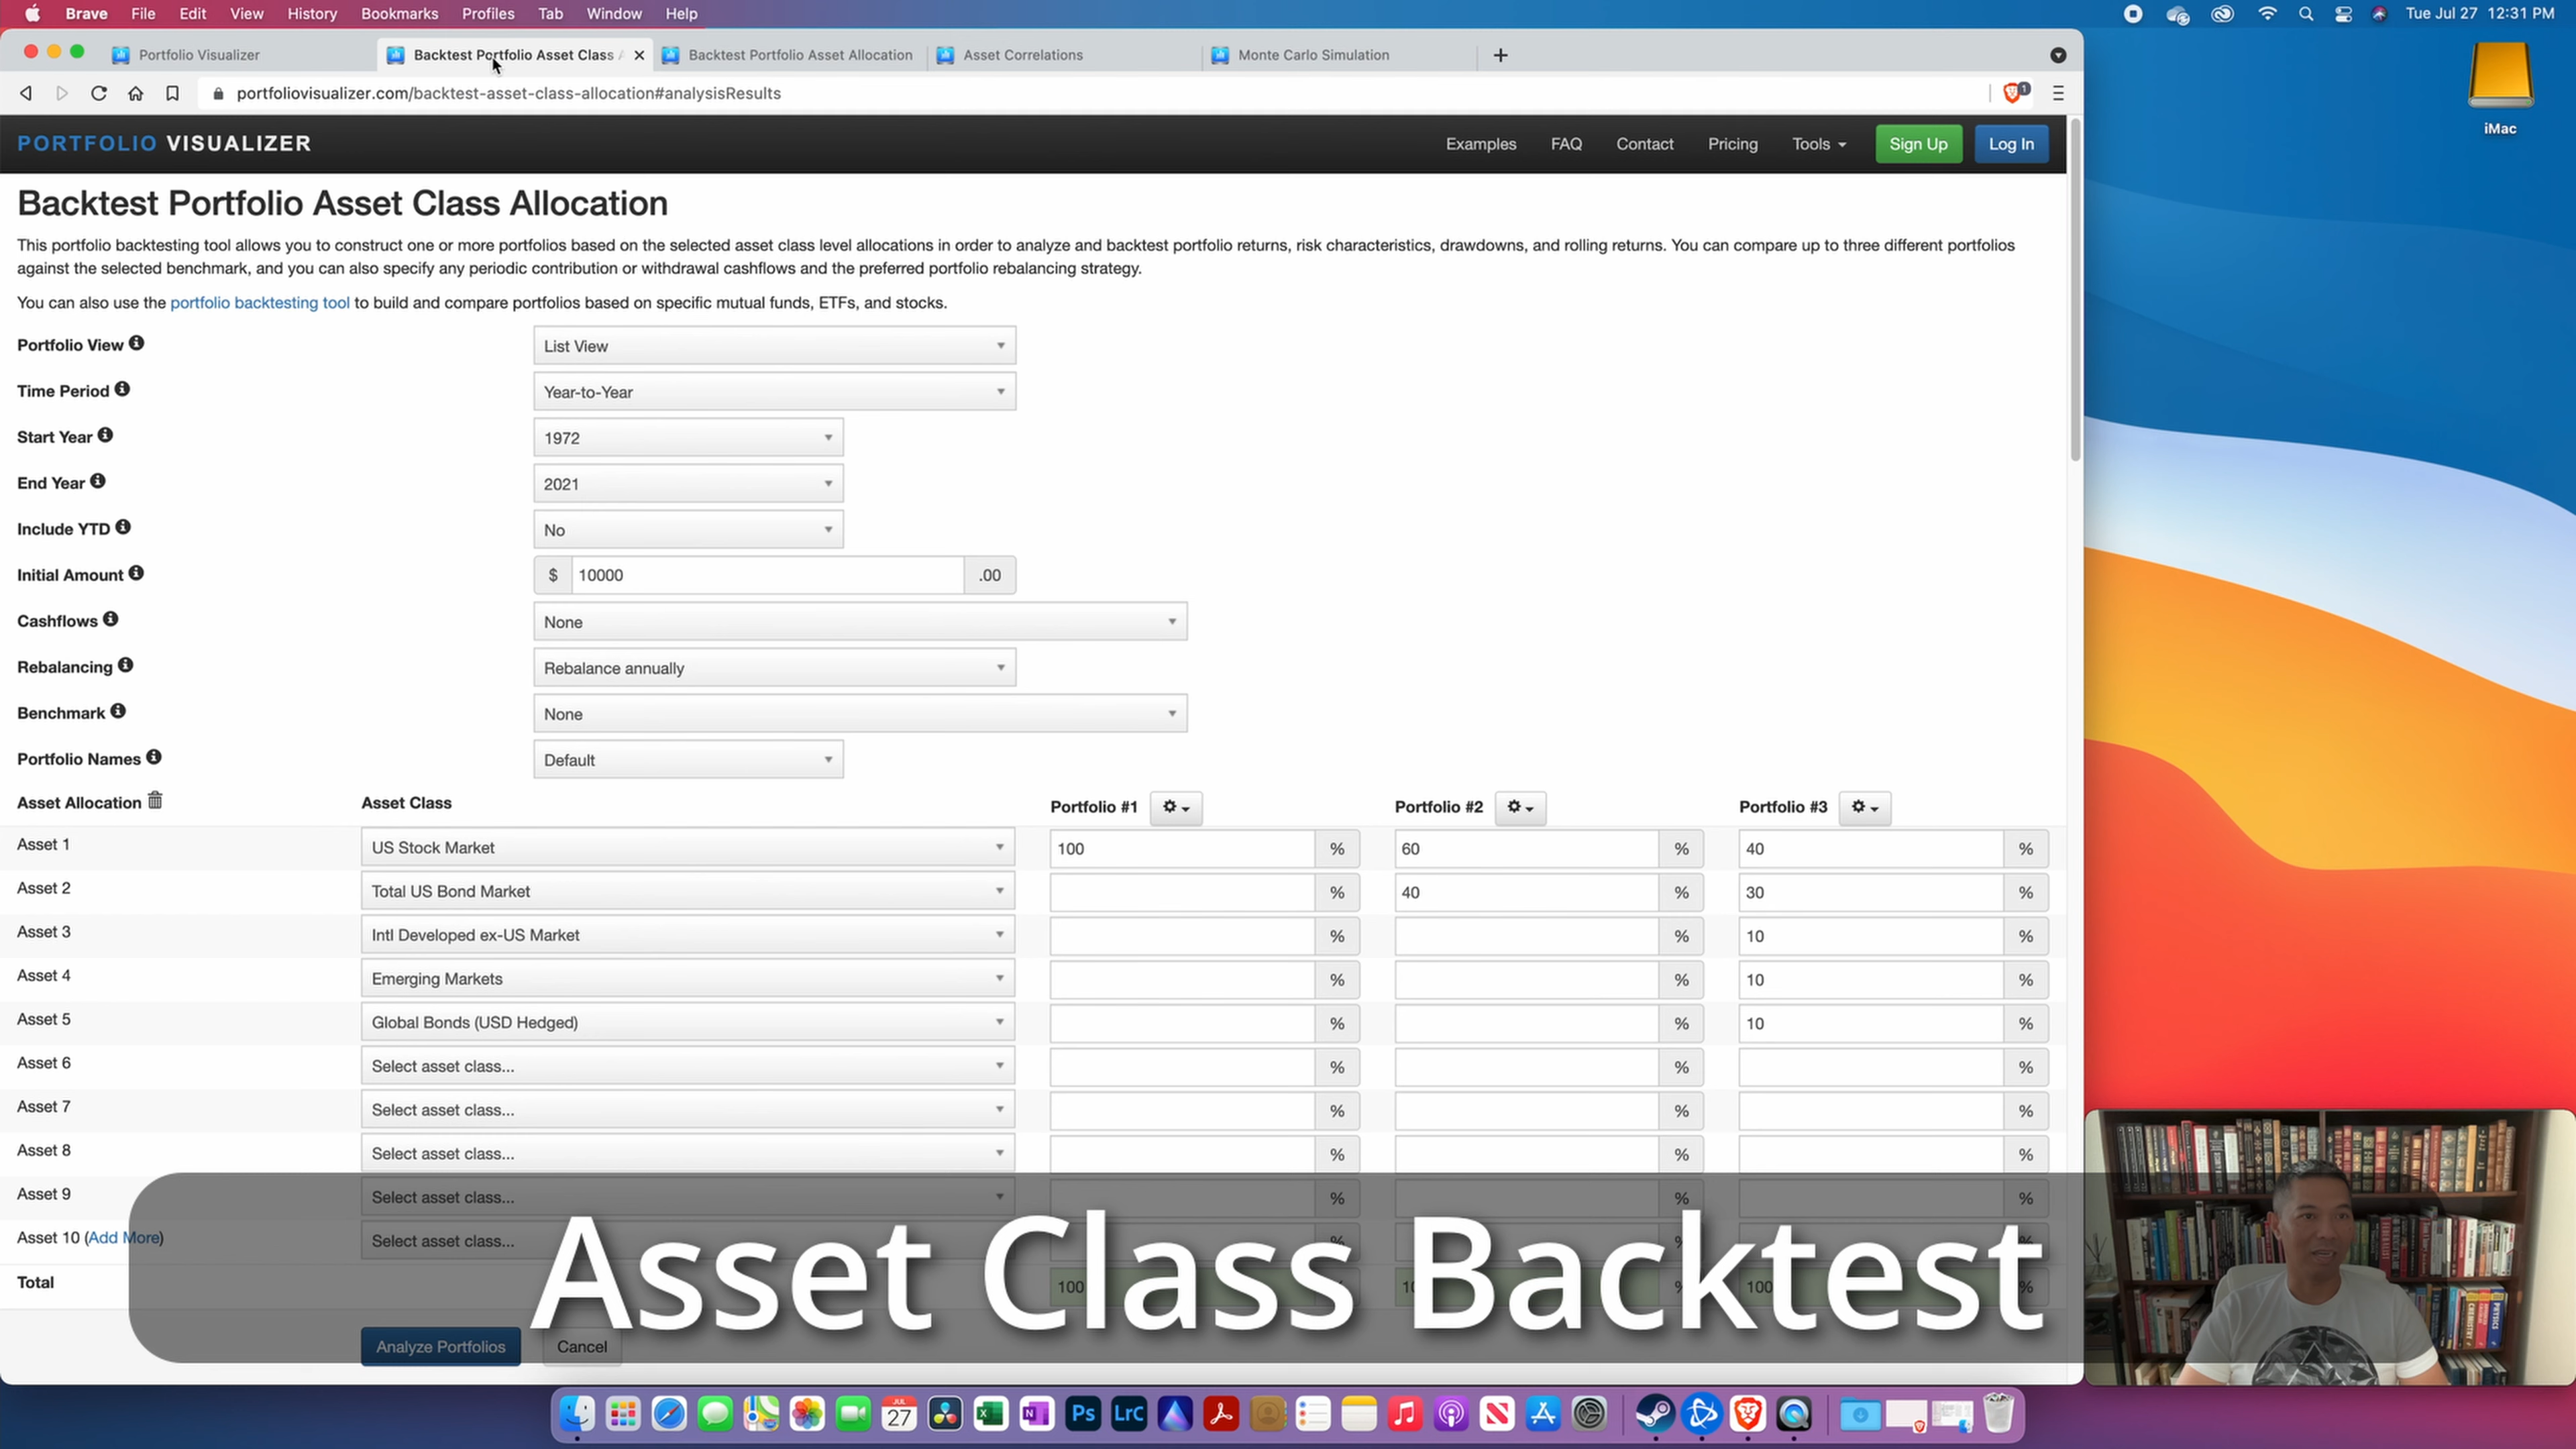 Brave File Edit View History Bookmarks Profiles Tab Window Help
Tue Jul 27 12:31 PM
Portfolio Visualizer
Backtest Portfolio Asset Class A
Backtest Portfolio Asset Allocation
Asset Correlations
Monte Carlo Simulation
portfoliovisualizer.com/backtest-asset-class-allocation#analysisResults
1
iMac
PORTFOLIO VISUALIZER
Examples FAQ Contact Pricing Tools Sign Up Log In
Backtest Portfolio Asset Class Allocation
This portfolio backtesting tool allows you to construct one or more portfolios based on the selected asset class level allocations in order to analyze and backtest portfolio returns, risk characteristics, drawdowns, and rolling returns. You can compare up to three different portfolios
against the selected benchmark, and you can also specify any periodic contribution or withdrawal cashflows and the preferred portfolio rebalancing strategy.
You can also use the portfolio backtesting tool to build and compare portfolios based on specific mutual funds, ETFs, and stocks.
Portfolio View List View
Time Period Year-to-Year
Start Year 1972
End Year 2021
Include YTD No
Initial Amount $ 10000 .00
Cashflows None
Rebalancing Rebalance annually
Benchmark None
Portfolio Names Default
Asset Allocation Asset Class Portfolio #1 Portfolio #2 Portfolio #3
Asset 1 US Stock Market 100 % 60 % 40 %
Asset 2 Total US Bond Market % 40 % 30 %
Asset 3 Intl Developed ex-US Market % % 10 %
Asset 4 Emerging Markets % % 10 %
Asset 5 Global Bonds (USD Hedged) % % 10 %
Asset 6 Select asset class... % % %
Asset 7 Select asset class... % % %
Asset 8 Select asset class... % % %
Asset 9 Select asset class... % % %
Asset 10 (Add More) Select asset class...
Total 100 100 %
Asset Class Backtest
Analyze Portfolios Cancel
JUL
27
Ps
LrC
CHEMISTRY
PHYSICS